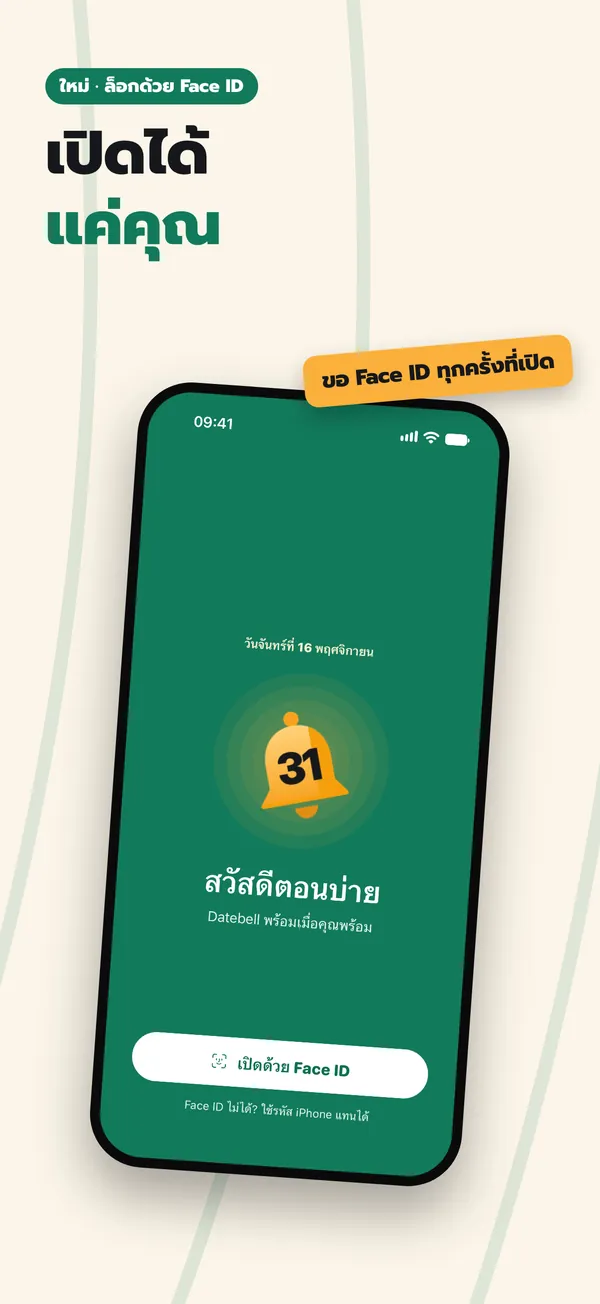 ใหม่ · ล็อกด้วย Face ID
เปิดได้
แค่คุณ
ขอ Face ID ทุกครั้งที่เปิด
09:41
วันจันทร์ที่ 16 พฤศจิกายน
31
สวัสดีตอนบ่าย
Datebell พร้อมเมื่อคุณพร้อม
เปิดด้วย Face ID
Face ID ไม่ได้? ใช้รหัส iPhone แทนได้